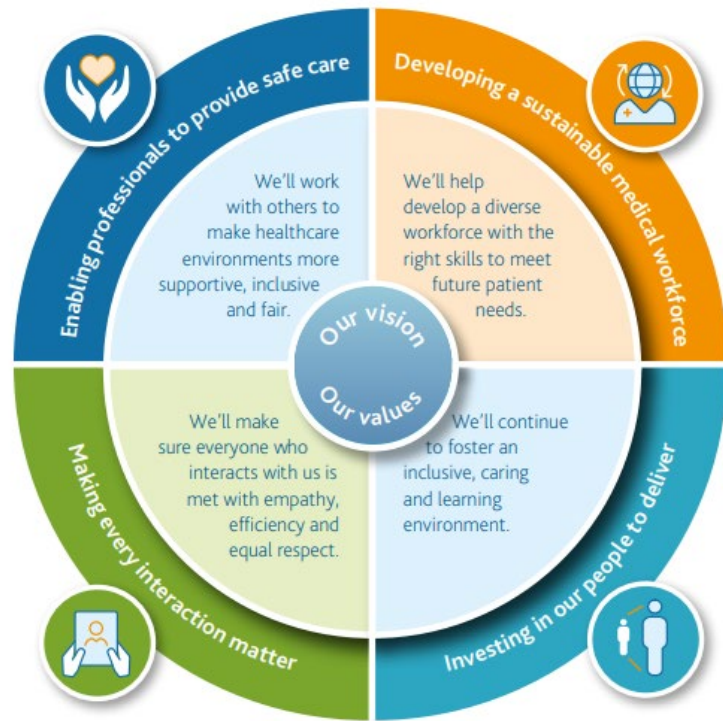 Enabling professionals to provide safe care
We'll work
with others to
make healthcare
environments more
supportive, inclusive
and fair.
Developing a sustainable medical workforce
We'll help
develop a diverse
workforce with the
right skills to meet
future patient
needs.
Our vision
Our values
Making every interaction matter
We'll make
sure everyone who
interacts with us is
met with empathy,
efficiency and
equal respect.
Investing in our people to deliver
We'll continue
to foster an
inclusive, caring
and learning
environment.